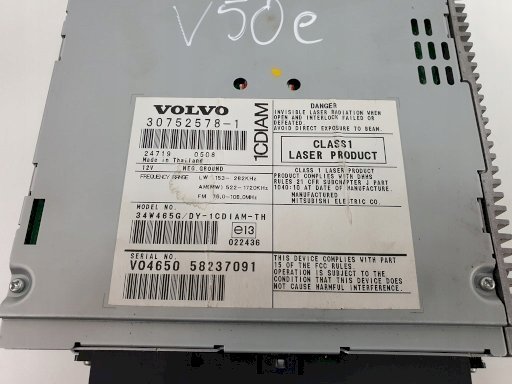 V50e
VOLVO
30752578-1
1CDIAM
24719 0508
Made in Thailand
12V NEG.GROUND
FREQUENCY RANGE LW 153- 282KHz
AM(MW) 522-1720KHz
FM 76.0-108.0MHz
MODEL NO.
34W465G/DY-1CDIAM-TH
e13
022436
SERIAL NO.
V04650 58237091
DANGER
INVISIBLE LASER RADIATION WHEN
OPEN AND INTERLOCK FAILED OR
DEFEATED.
AVOID DIRECT EXPOSURE TO BEAM.
CLASS1
LASER PRODUCT
CLASS 1 LASER PRODUCT
PRODUCT COMPLIES WITH DHHS
RULES 21 CFR SUBCHAPTER J PART
1040:10 AT DATE OF MANUFACTURE.
MANUFACTURED
MITSUBISHI ELECTRIC CO.
THIS DEVICE COMPLIES WITH PART
15 OF THE FCC RULES
OPERATION IS SUBJECT TO THE
CONDITION THAT THIS DEVICE DOES
NOT CAUSE HARMFUL INTERFERENCE.